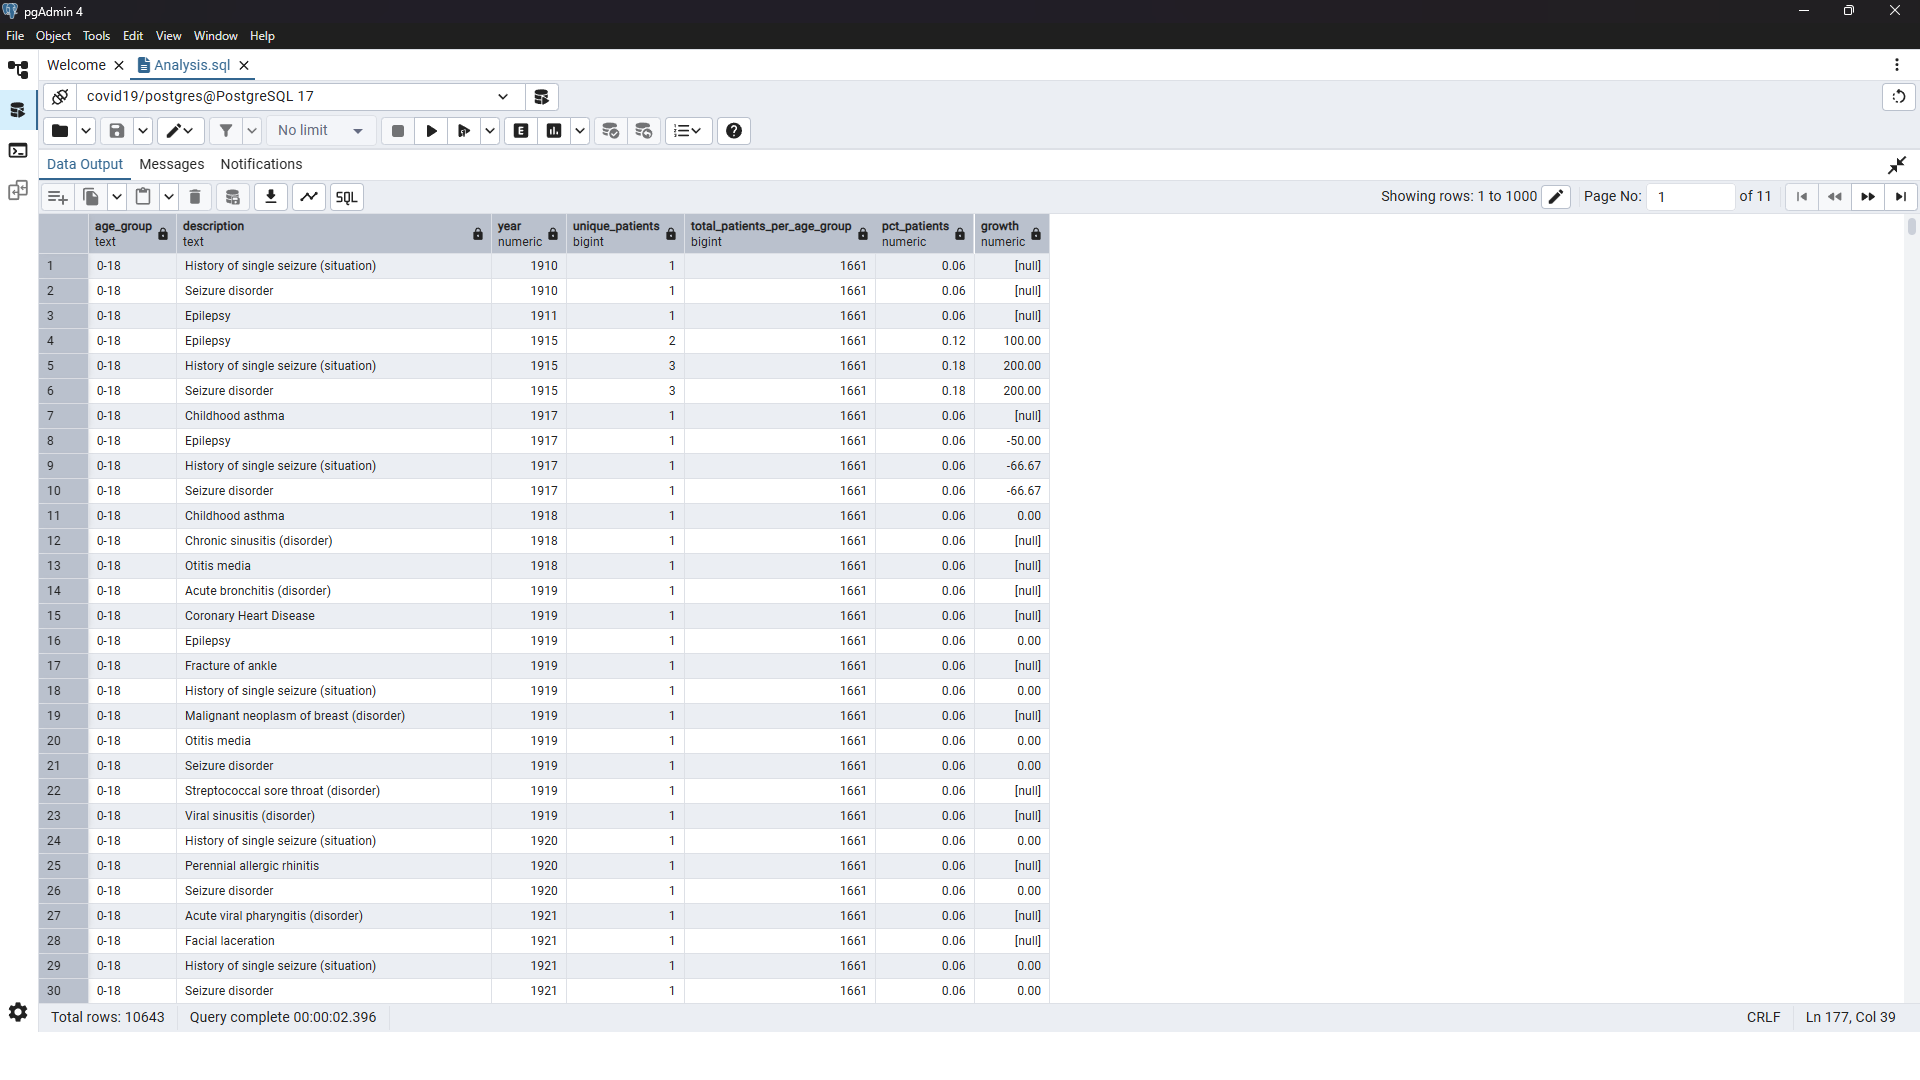 pgAdmin 4
File Object Tools Edit View Window Help
Welcome Analysis.sql
covid19/postgres@PostgreSQL 17
No limit E
Data Output Messages Notifications
SQL Showing rows: 1 to 1000 Page No: 1 of 11
age_group description year unique_patients total_patients_per_age_group pct_patients growth
text text numeric bigint bigint numeric numeric
1 0-18 History of single seizure (situation) 1910 1 1661 0.06 [null]
2 0-18 Seizure disorder 1910 1 1661 0.06 [null]
3 0-18 Epilepsy 1911 1 1661 0.06 [null]
4 0-18 Epilepsy 1915 2 1661 0.12 100.00
5 0-18 History of single seizure (situation) 1915 3 1661 0.18 200.00
6 0-18 Seizure disorder 1915 3 1661 0.18 200.00
7 0-18 Childhood asthma 1917 1 1661 0.06 [null]
8 0-18 Epilepsy 1917 1 1661 0.06 -50.00
9 0-18 History of single seizure (situation) 1917 1 1661 0.06 -66.67
10 0-18 Seizure disorder 1917 1 1661 0.06 -66.67
11 0-18 Childhood asthma 1918 1 1661 0.06 0.00
12 0-18 Chronic sinusitis (disorder) 1918 1 1661 0.06 [null]
13 0-18 Otitis media 1918 1 1661 0.06 [null]
14 0-18 Acute bronchitis (disorder) 1919 1 1661 0.06 [null]
15 0-18 Coronary Heart Disease 1919 1 1661 0.06 [null]
16 0-18 Epilepsy 1919 1 1661 0.06 0.00
17 0-18 Fracture of ankle 1919 1 1661 0.06 [null]
18 0-18 History of single seizure (situation) 1919 1 1661 0.06 0.00
19 0-18 Malignant neoplasm of breast (disorder) 1919 1 1661 0.06 [null]
20 0-18 Otitis media 1919 1 1661 0.06 0.00
21 0-18 Seizure disorder 1919 1 1661 0.06 0.00
22 0-18 Streptococcal sore throat (disorder) 1919 1 1661 0.06 [null]
23 0-18 Viral sinusitis (disorder) 1919 1 1661 0.06 [null]
24 0-18 History of single seizure (situation) 1920 1 1661 0.06 0.00
25 0-18 Perennial allergic rhinitis 1920 1 1661 0.06 [null]
26 0-18 Seizure disorder 1920 1 1661 0.06 0.00
27 0-18 Acute viral pharyngitis (disorder) 1921 1 1661 0.06 [null]
28 0-18 Facial laceration 1921 1 1661 0.06 [null]
29 0-18 History of single seizure (situation) 1921 1 1661 0.06 0.00
30 0-18 Seizure disorder 1921 1 1661 0.06 0.00
Total rows: 10643 Query complete 00:00:02.396 CRLF Ln 177, Col 39